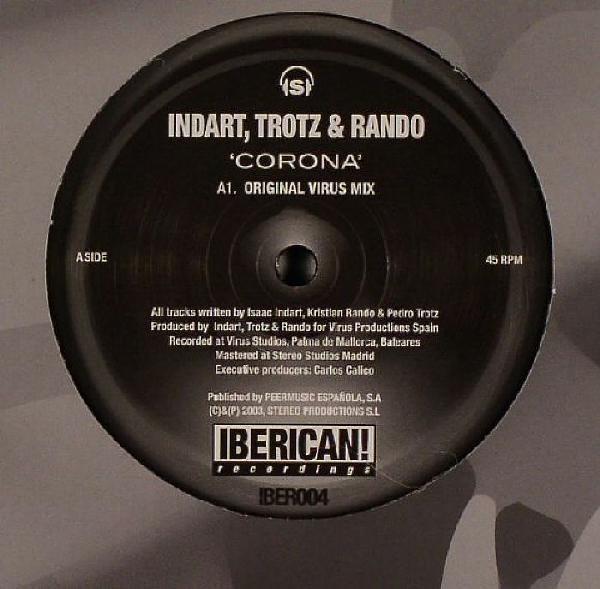 S
INDART, TROTZ & RANDO
'CORONA'
A1. ORIGINAL VIRUS MIX
A SIDE
45 RPM
All tracks written by Isaac Indart, Kristian Rando & Pedro Trotz
Produced by Indart, Trotz & Rando for Virus Productions Spain
Recorded at Virus Studios, Palma de Mallorca, Baleares
Mastered at Stereo Studios Madrid
Executive producers: Carlos Calico
Published by PEERMUSIC ESPAÑOLA, S.A
(C)&(P) 2003, STEREO PRODUCTIONS S.L
IBERICAN!
recordings
IBER004